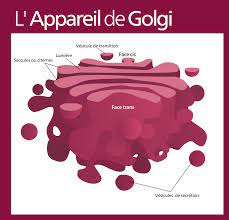 L'Appareil de Golgi
Vésicule de transition
Lumière
Face cis
Saccules ou citernes
Face trans
Vésicules de sécrétion